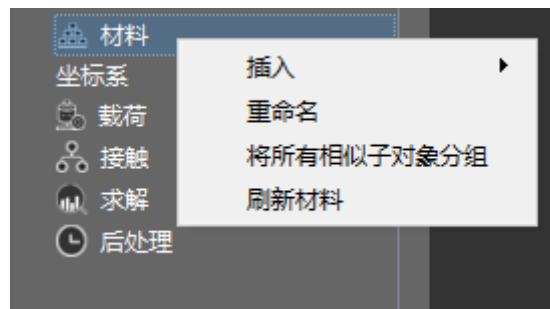 材料
坐标系
载荷
接触
求解
后处理
插入
重命名
将所有相似子对象分组
刷新材料